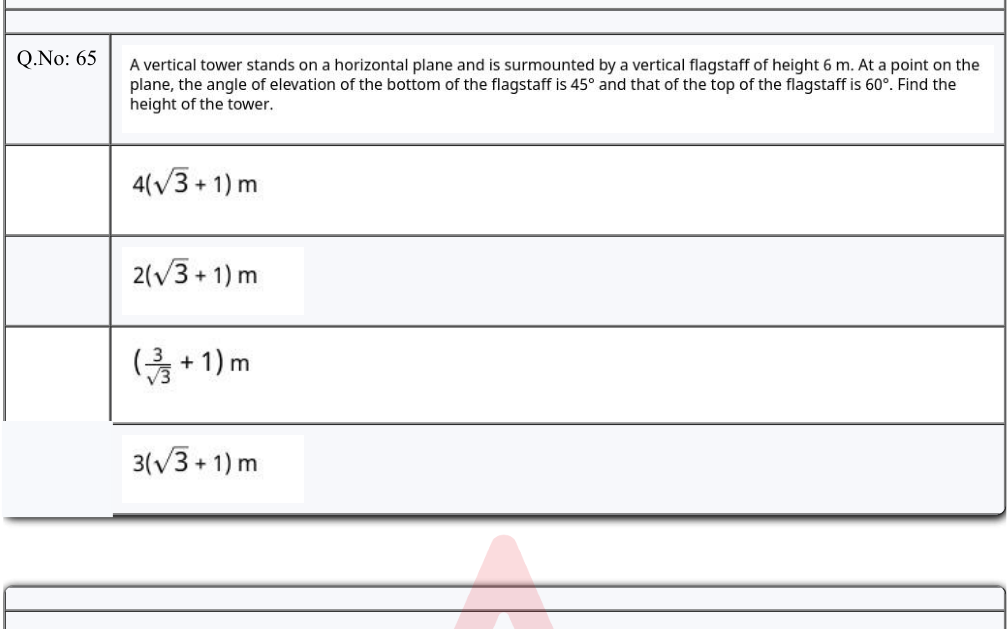 Q.No: 65
A vertical tower stands on a horizontal plane and is surmounted by a vertical flagstaff of height 6 m. At a point on the
plane, the angle of elevation of the bottom of the flagstaff is 45° and that of the top of the flagstaff is 60°. Find the
height of the tower.
4(√3 + 1) m
2(√3 + 1) m
(3/√3 + 1) m
3(√3 + 1) m